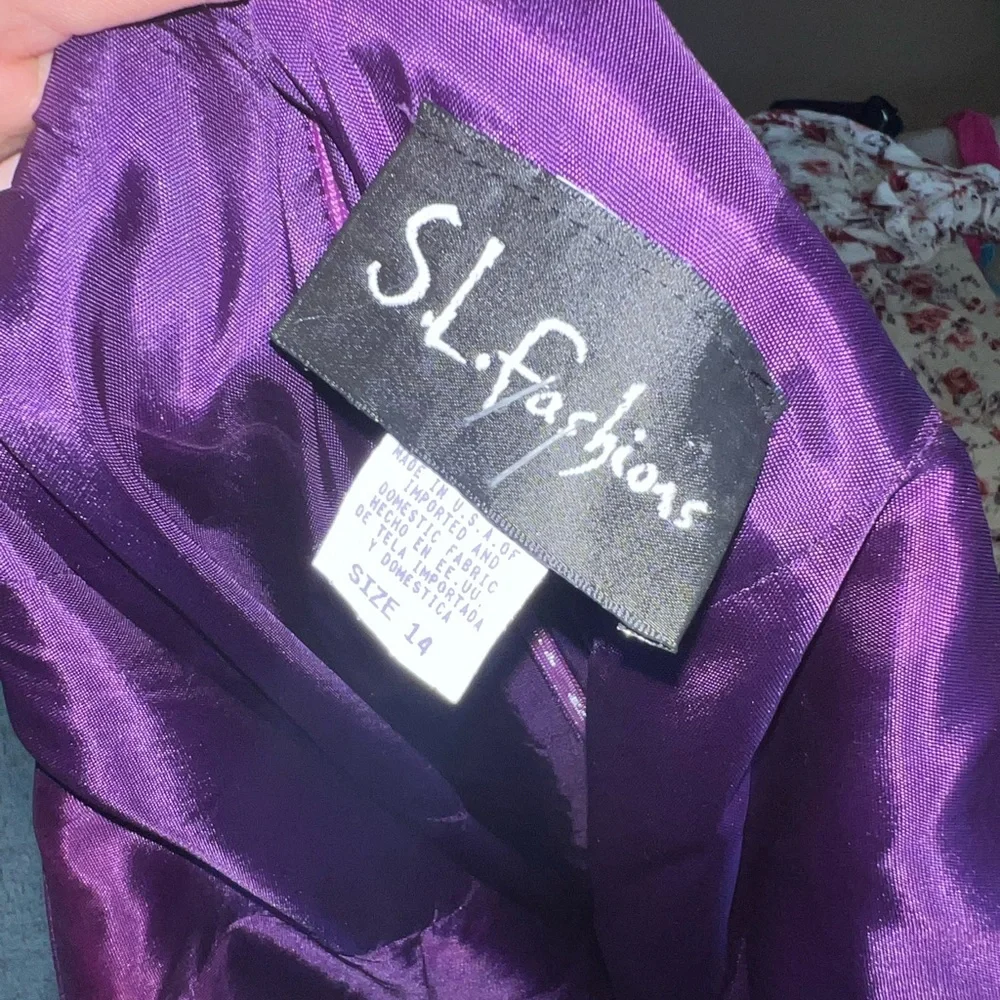 S.L. fashions
MADE IN U.S.A. OF
IMPORTED AND
DOMESTIC FABRIC
HECHO EN EE.UU.
DE TELA IMPORTADA
Y DOMESTICA
SIZE 14